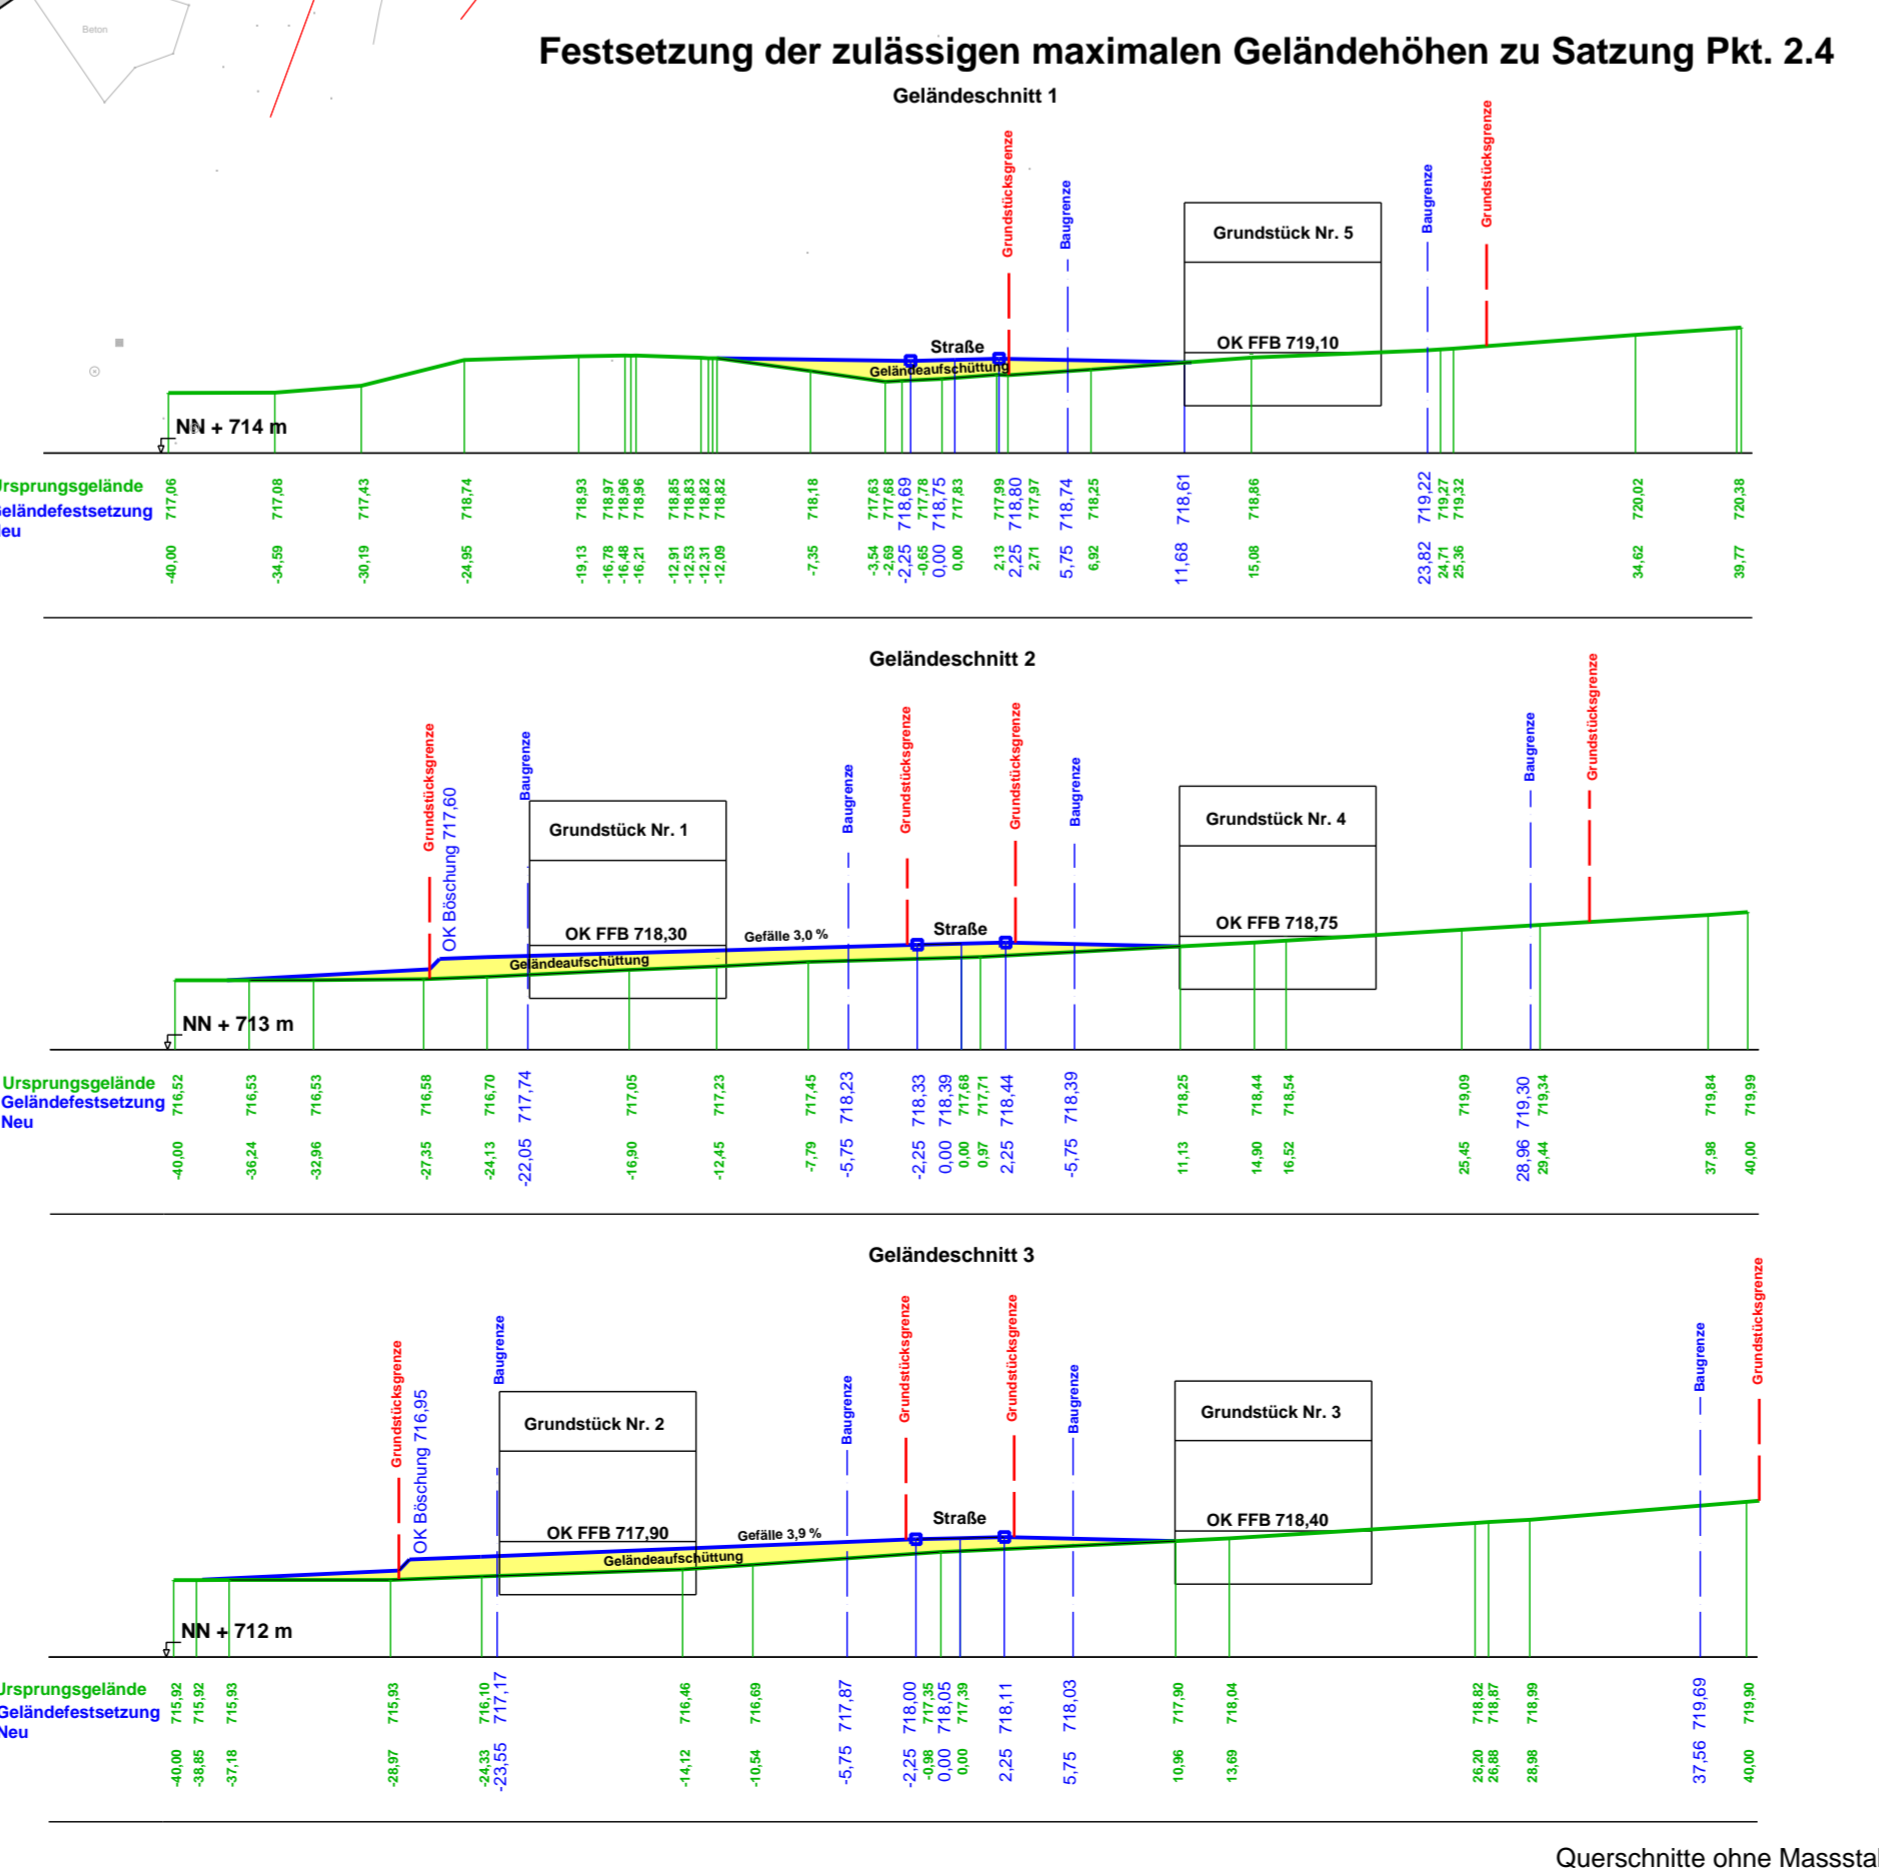 Beton
Festsetzung der zulässigen maximalen Geländehöhen zu Satzung Pkt. 2.4
Geländeschnitt 1
Grundstücksgrenze
Baugrenze
Grundstück Nr. 5
OK FFB 719,10
Baugrenze
Grundstücksgrenze
Straße
Geländeaufschüttung
NN + 714 m
Ursprungsgelände
Geländefestsetzung
Neu
717,06 717,08 717,43 718,74 718,93 718,97 718,96 718,96 718,85 718,83 718,82 718,82 718,18 717,63 717,68 718,69 717,78 718,75 717,83 717,99 718,80 717,97 718,74 718,25 718,61 718,86 719,22 719,27 719,32 720,02 720,38
-40,00 -34,59 -30,19 -24,95 -19,13 -16,78 -16,48 -16,21 -12,91 -12,53 -12,31 -12,09 -7,35 -3,54 -2,69 -2,25 -0,65 0,00 0,00 2,13 2,25 2,71 5,75 6,92 11,68 15,08 23,82 24,71 25,36 34,62 39,77
Geländeschnitt 2
Grundstücksgrenze
OK Böschung 717,60
Baugrenze
Grundstück Nr. 1
OK FFB 718,30
Gefälle 3,0 %
Baugrenze
Grundstücksgrenze
Straße
Grundstücksgrenze
Baugrenze
Grundstück Nr. 4
OK FFB 718,75
Baugrenze
Grundstücksgrenze
Geländeaufschüttung
NN + 713 m
Ursprungsgelände
Geländefestsetzung
Neu
716,52 716,53 716,53 716,58 716,70 717,74 717,05 717,23 717,45 718,23 718,33 718,39 717,68 717,71 718,44 718,39 718,25 718,44 718,54 719,09 719,30 719,34 719,84 719,99
-40,00 -36,24 -32,96 -27,35 -24,13 -22,05 -16,90 -12,45 -7,79 -5,75 -2,25 0,00 0,00 0,97 2,25 -5,75 11,13 14,90 16,52 25,45 28,96 29,44 37,98 40,00
Geländeschnitt 3
Grundstücksgrenze
OK Böschung 716,95
Baugrenze
Grundstück Nr. 2
OK FFB 717,90
Gefälle 3,9 %
Baugrenze
Grundstücksgrenze
Straße
Grundstücksgrenze
Baugrenze
Grundstück Nr. 3
OK FFB 718,40
Baugrenze
Grundstücksgrenze
Geländeaufschüttung
NN + 712 m
Ursprungsgelände
Geländefestsetzung
Neu
715,92 715,92 715,93 715,93 716,10 717,17 716,46 716,69 717,87 718,00 717,35 718,05 717,39 718,11 718,03 717,90 718,04 718,82 718,87 718,99 719,69 719,90
-40,00 -38,85 -37,18 -28,97 -24,33 -23,55 -14,12 -10,54 -5,75 -2,25 -0,98 0,00 0,00 2,25 5,75 10,96 13,69 26,20 26,88 28,98 37,56 40,00
Querschnitte ohne Massstal